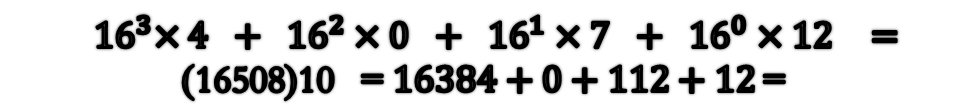 16³× 4 + 16²× 0 + 16¹× 7 + 16⁰× 12 =
(16508)10 = 16384 + 0 + 112 + 12 =